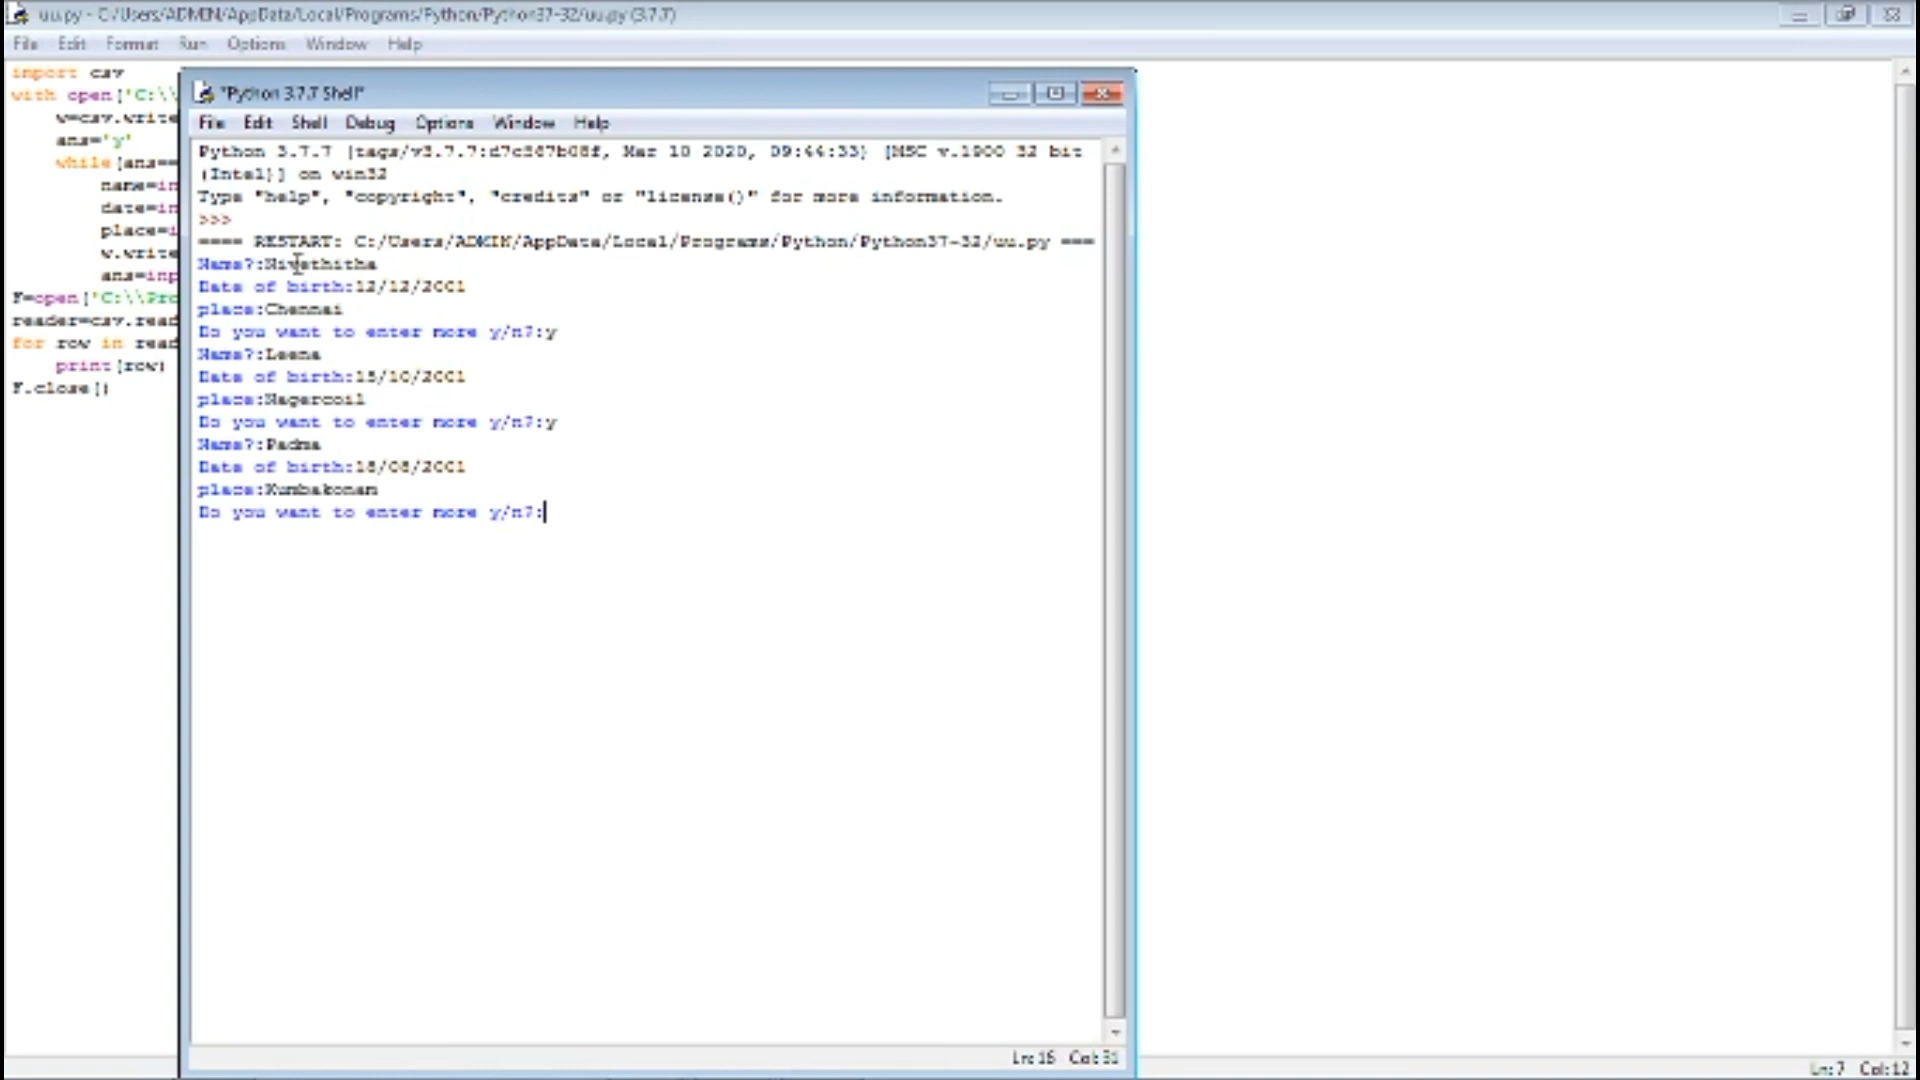 uu.py - C:/Users/ADMIN/AppData/Local/Programs/Python/Python37-32/uu.py (3.7.7)
File Edit Format Run Options Window Help
import csv
with open('C:\\
w=csv.write
ans='y'
while(ans==
name=in
date=in
place=i
w.write
ans=inp
F=open('C:\\Pro
reader=csv.read
for row in read
print(row)
F.close()
*Python 3.7.7 Shell*
File Edit Shell Debug Options Window Help
Python 3.7.7 (tags/v3.7.7:d7c567b08f, Mar 10 2020, 09:44:33) [MSC v.1900 32 bit
(Intel)] on win32
Type "help", "copyright", "credits" or "license()" for more information.
>>>
==== RESTART: C:/Users/ADMIN/AppData/Local/Programs/Python/Python37-32/uu.py ===
Name?:Nivethitha
Date of birth:12/12/2001
place:Chennai
Do you want to enter more y/n?:y
Name?:Leena
Date of birth:15/10/2001
place:Nagercoil
Do you want to enter more y/n?:y
Name?:Padma
Date of birth:18/08/2001
place:Kumbakonam
Do you want to enter more y/n?:
Ln: 16 Col: 31
Ln: 7 Col: 12